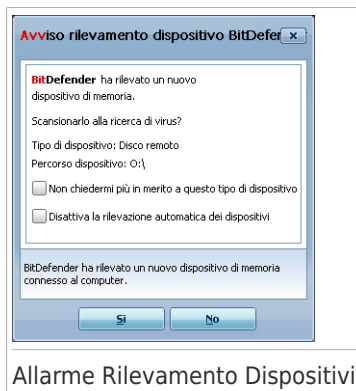 Avviso rilevamento dispositivo BitDefer
BitDefender ha rilevato un nuovo
dispositivo di memoria.
Scansionarlo alla ricerca di virus?
Tipo di dispositivo: Disco remoto
Percorso dispositivo: O:\
Non chiedermi più in merito a questo tipo di dispositivo
Disattiva la rilevazione automatica dei dispositivi
BitDefender ha rilevato un nuovo dispositivo di memoria
connesso al computer.
Si No
Allarme Rilevamento Dispositivi